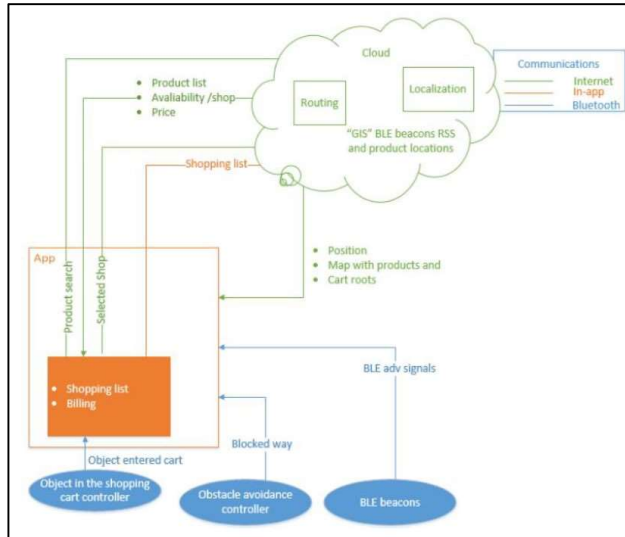 Cloud
Communications
Internet
In-app
Bluetooth
Product list
Avaliability /shop
Price
Routing
Localization
"GIS" BLE beacons RSS
and product locations
Shopping list
App
Product search
Selected Shop
Position
Map with products and
Cart roots
BLE adv signals
Shopping list
Billing
Blocked way
Object entered cart
Object in the shopping
cart controller
Obstacle avoidance
controller
BLE beacons